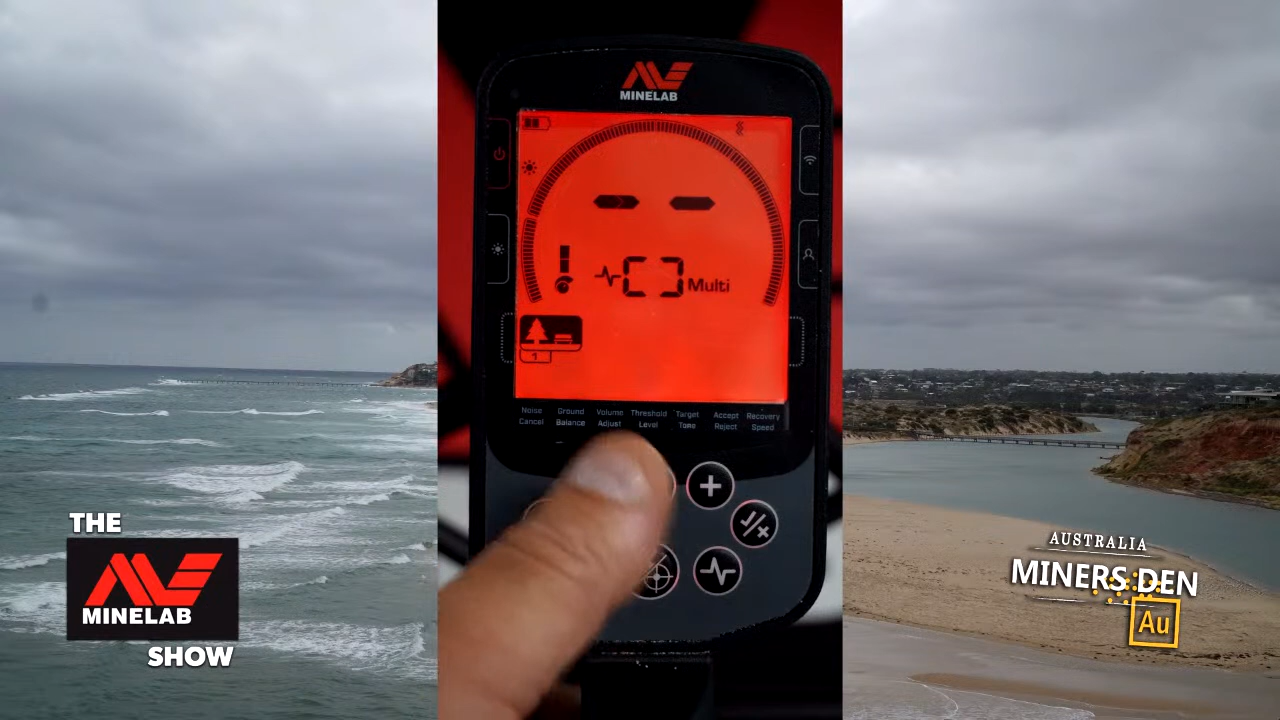 MINELAB
Multi
1
Noise Cancel
Ground Balance
Volume Adjust
Threshold Level
Target Tone
Accept Reject
Recovery Speed
THE
MINELAB
SHOW
AUSTRALIA
MINERS DEN
Au